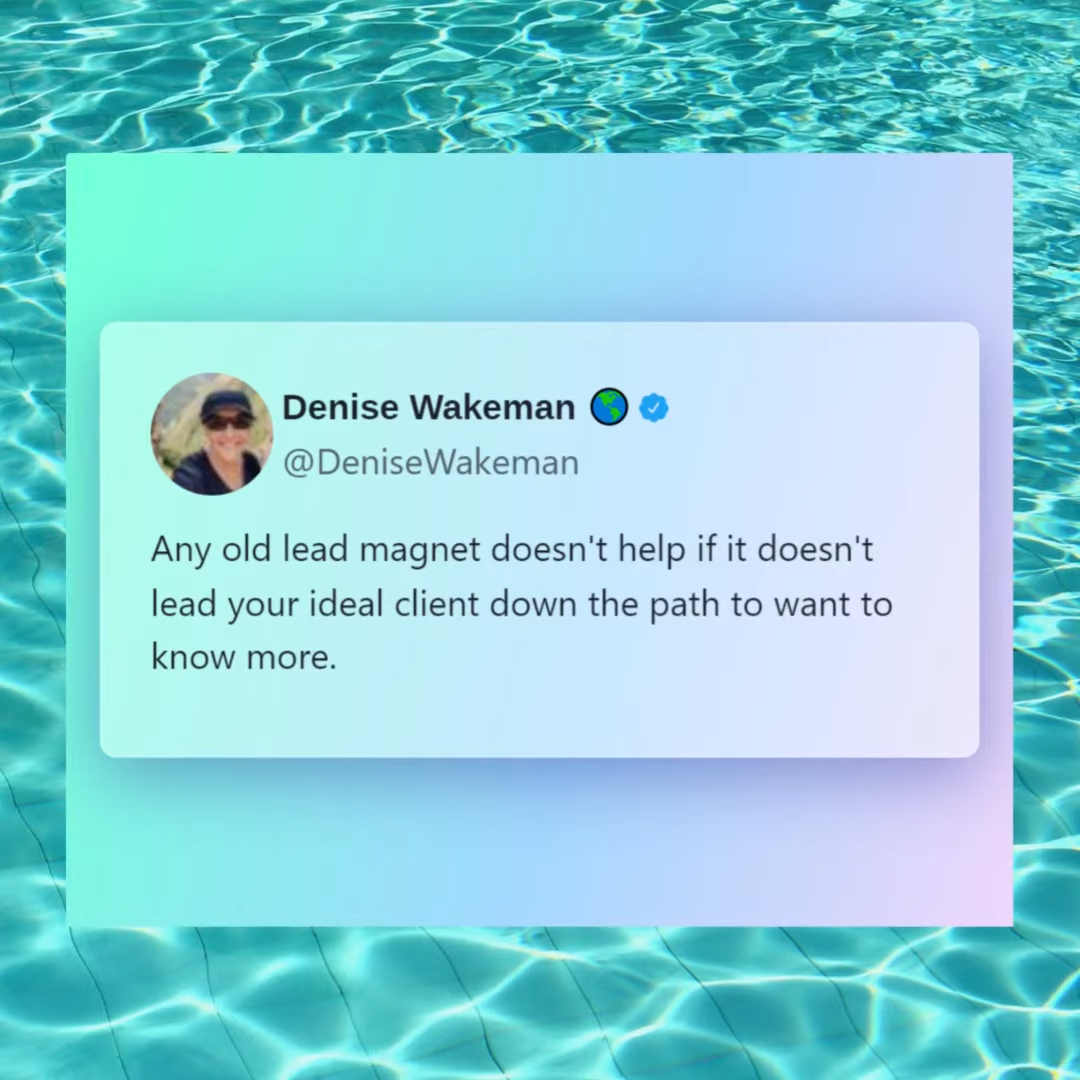 Denise Wakeman 🌎
@DeniseWakeman
Any old lead magnet doesn't help if it doesn't
lead your ideal client down the path to want to
know more.